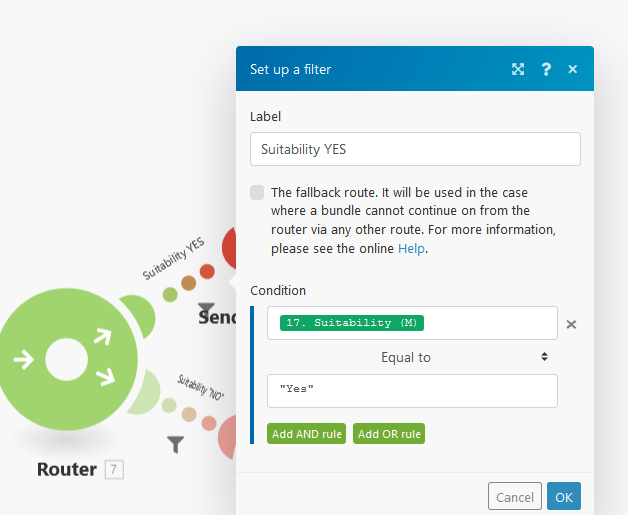 Set up a filter
?
Label
Suitability YES
The fallback route. It will be used in the case
where a bundle cannot continue on from the
router via any other route. For more information,
please see the online Help.
Condition
17. Suitability (M)
Equal to
"Yes"
Add AND rule Add OR rule
Cancel OK
Suitability YES
Send
Suitability "NO"
Router 7